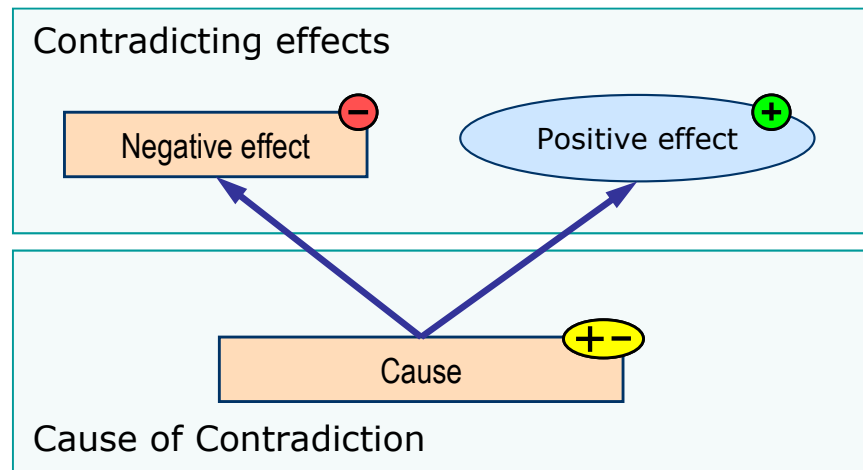 Contradicting effects
−
+
Negative effect
Positive effect
+−
Cause
Cause of Contradiction